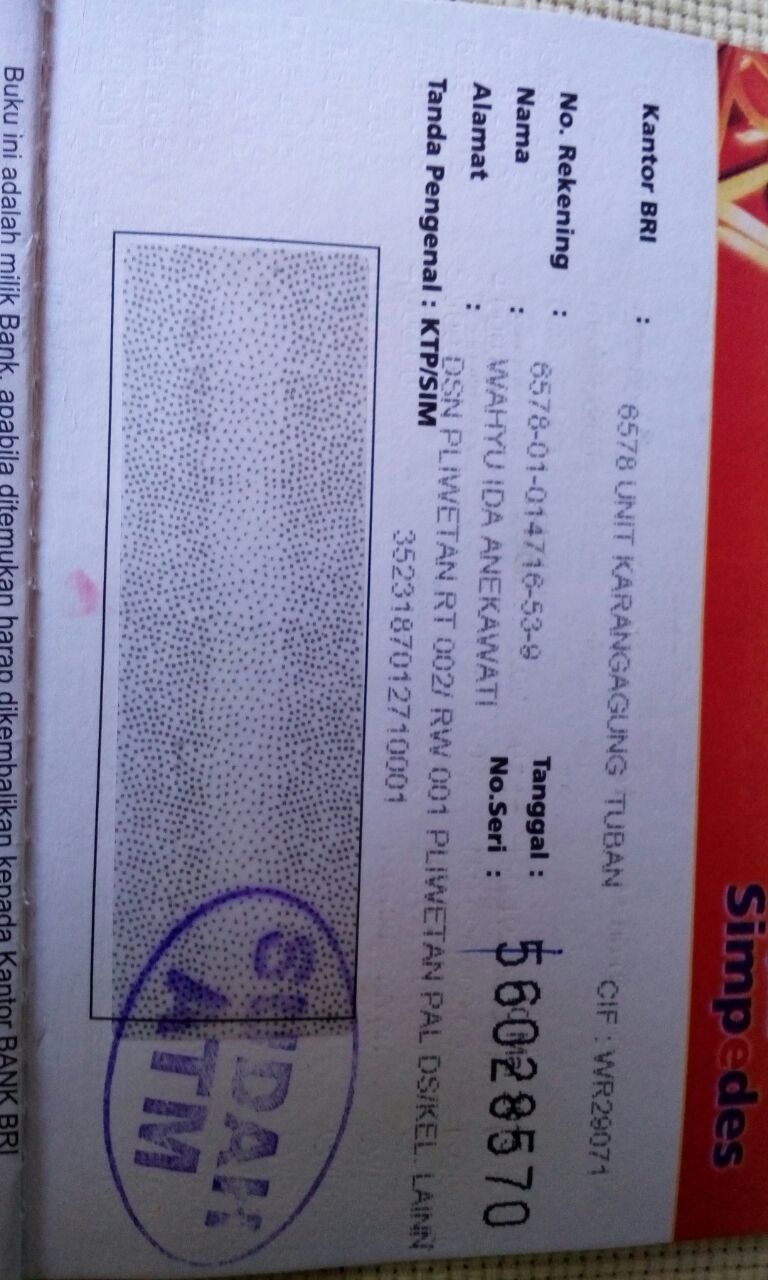 Simpedes
Kantor BRI : 6578 UNIT KARANGAGUNG TUBAN CIF : WR29071
No. Rekening : 6578-01-014716-53-9 Tanggal :
Nama : WAHYU IDA ANEKAWATI No.Seri : 56028570
Alamat : DSN PLIWETAN RT 002/ RW 001 PLIWETAN PAL DS/KEL. LAINN
Tanda Pengenal : KTP/SIM 3523187012710001
SUDAH
ATM
Buku ini adalah milik Bank, apabila ditemukan harap dikembalikan kepada Kantor BANK BRI